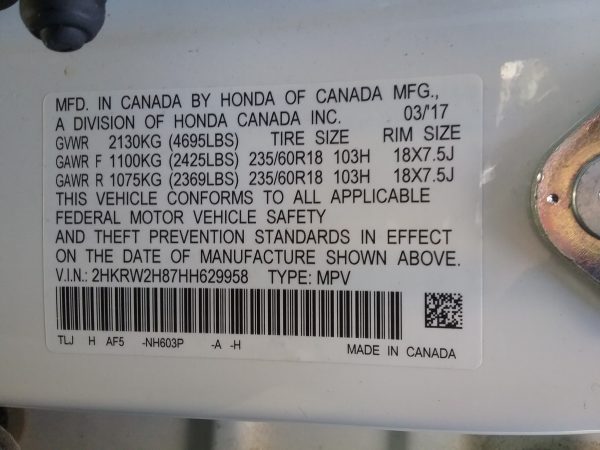 MFD. IN CANADA BY HONDA OF CANADA MFG.,
A DIVISION OF HONDA CANADA INC. 03/'17
GVWR 2130KG (4695LBS) TIRE SIZE RIM SIZE
GAWR F 1100KG (2425LBS) 235/60R18 103H 18X7.5J
GAWR R 1075KG (2369LBS) 235/60R18 103H 18X7.5J
THIS VEHICLE CONFORMS TO ALL APPLICABLE
FEDERAL MOTOR VEHICLE SAFETY
AND THEFT PREVENTION STANDARDS IN EFFECT
ON THE DATE OF MANUFACTURE SHOWN ABOVE.
V.I.N.: 2HKRW2H87HH629958 TYPE: MPV
TLJ H AF5 -NH603P -A -H MADE IN CANADA